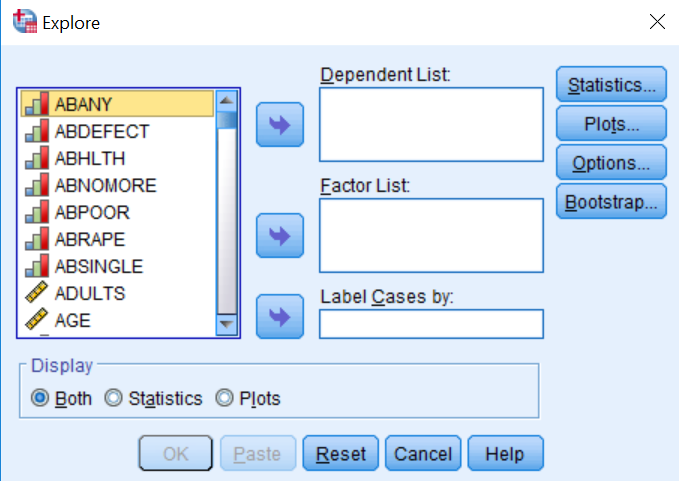 Explore
Dependent List:
ABANY
ABDEFECT
ABHLTH
ABNOMORE
ABPOOR
ABRAPE
ABSINGLE
ADULTS
AGE
Factor List:
Label Cases by:
Statistics...
Plots...
Options...
Bootstrap...
Display
Both Statistics Plots
OK Paste Reset Cancel Help